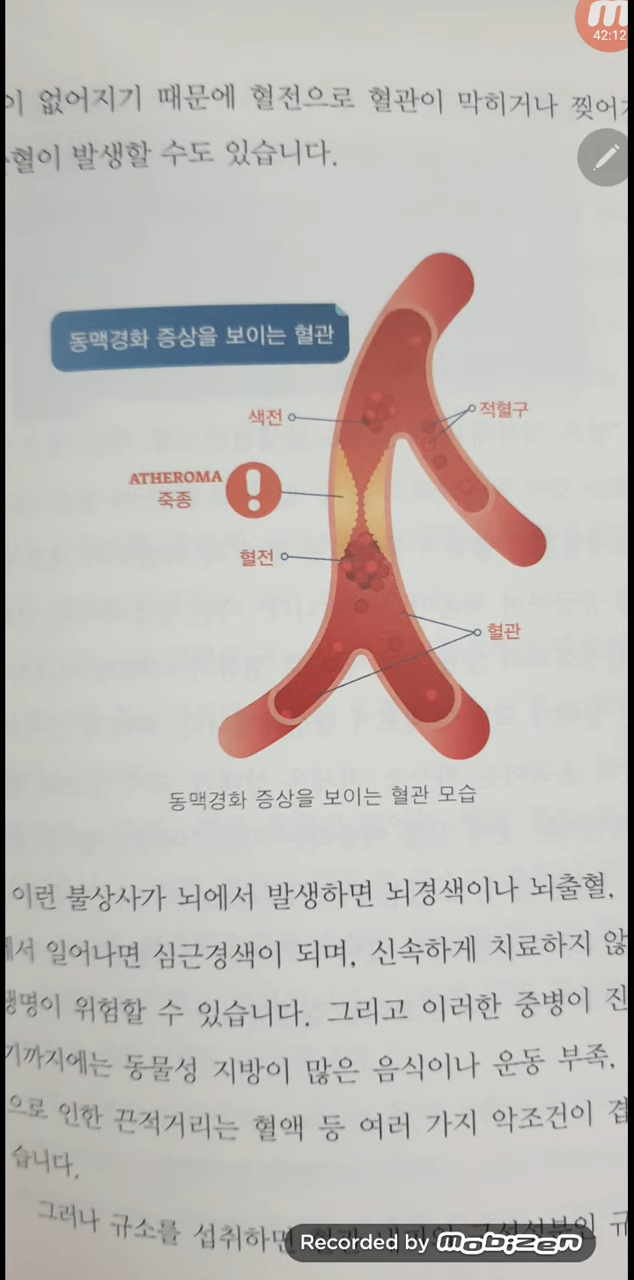 42:12
이 없어지기 때문에 혈전으로 혈관이 막히거나 찢어
혈이 발생할 수도 있습니다.
동맥경화 증상을 보이는 혈관
색전
적혈구
ATHEROMA
죽종
혈전
혈관
동맥경화 증상을 보이는 혈관 모습
이런 불상사가 뇌에서 발생하면 뇌경색이나 뇌출혈,
서 일어나면 심근경색이 되며, 신속하게 치료하지 않
생명이 위험할 수 있습니다. 그리고 이러한 중병이 진
기까지에는 동물성 지방이 많은 음식이나 운동 부족,
으로 인한 끈적거리는 혈액 등 여러 가지 악조건이 겹
습니다.
그러나 규소를 섭취하면
Recorded by mobizen